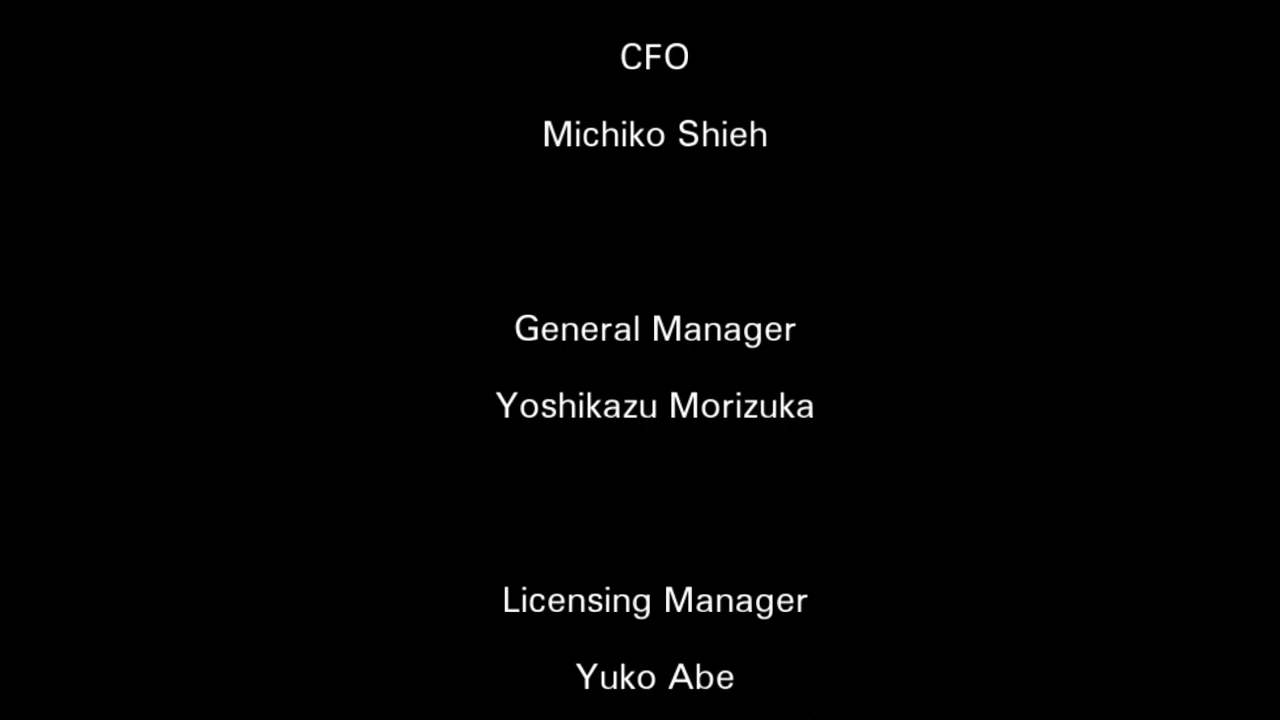 CFO
Michiko Shieh
General Manager
Yoshikazu Morizuka
Licensing Manager
Yuko Abe